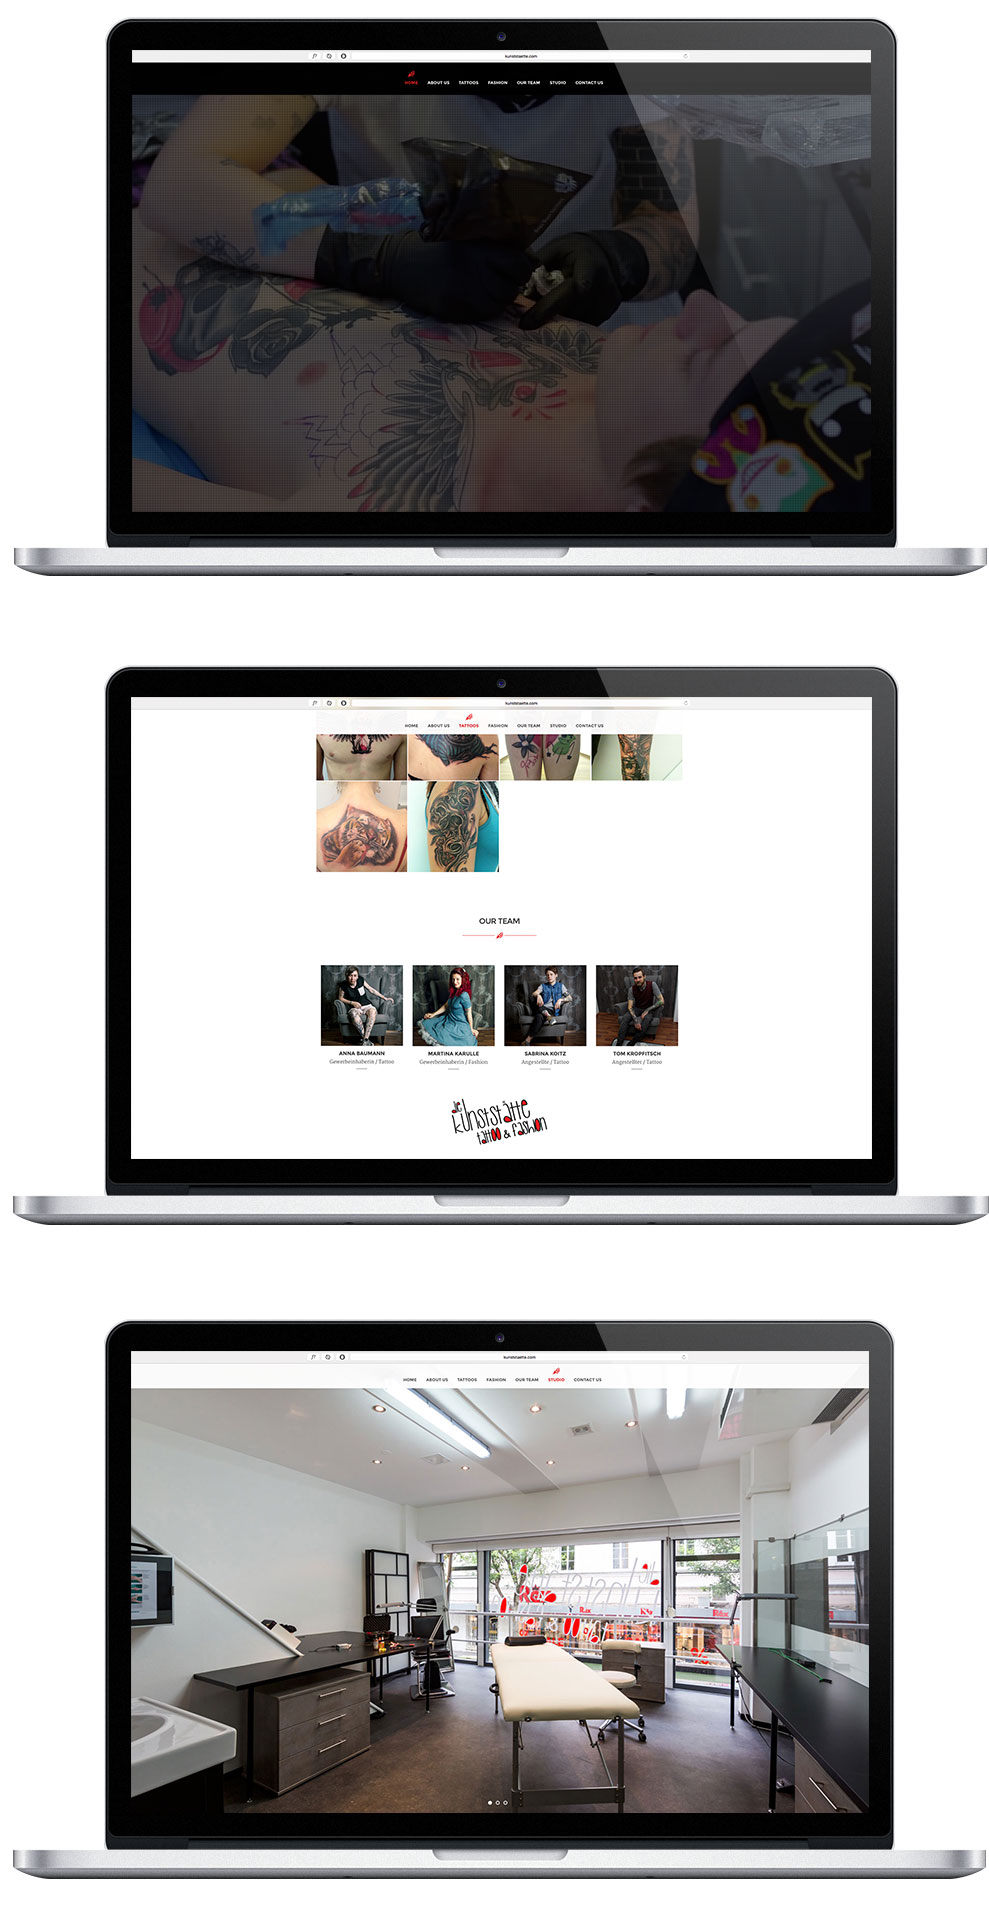 kunststaette.com
HOME ABOUT US TATTOOS FASHION OUR TEAM STUDIO CONTACT US
kunststaette.com
HOME ABOUT US TATTOOS FASHION OUR TEAM STUDIO CONTACT US
OUR TEAM
ANNA BAUMANN MARTINA KARULLE SABRINA KOITZ TOM KROPFITSCH
Gewerbeinhaberin / Tattoo Gewerbeinhaberin / Fashion Angestellte / Tattoo Angestellter / Tattoo
die
kunststätte
tattoo & fashion
kunststaette.com
HOME ABOUT US TATTOOS FASHION OUR TEAM STUDIO CONTACT US